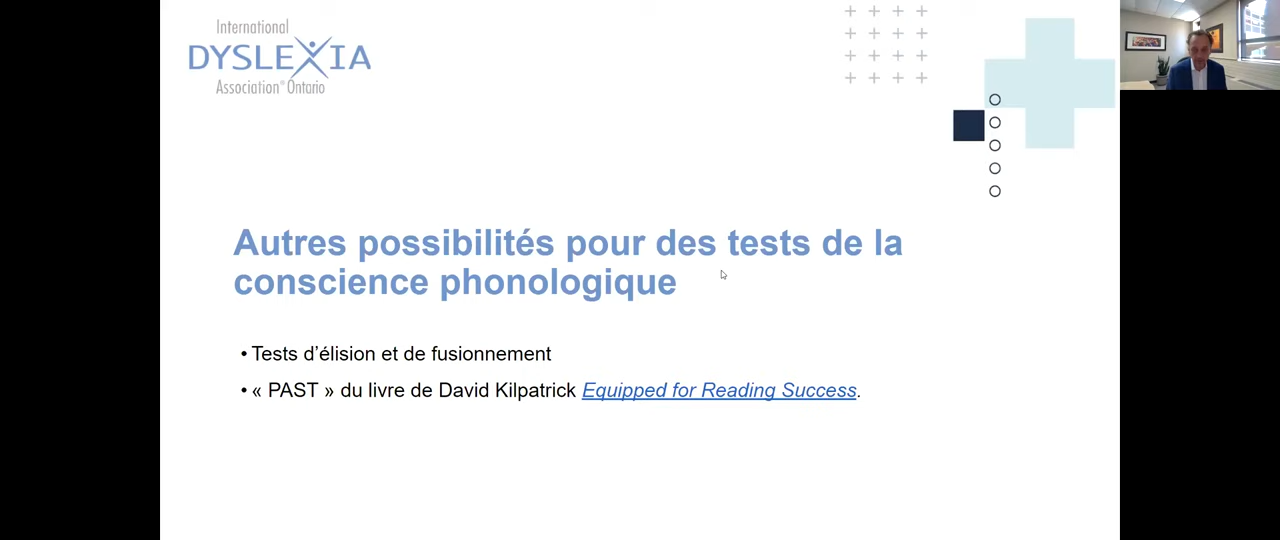 International
DYSLEXIA
Association® Ontario
Autres possibilités pour des tests de la
conscience phonologique
• Tests d’élision et de fusionnement
• « PAST » du livre de David Kilpatrick Equipped for Reading Success.